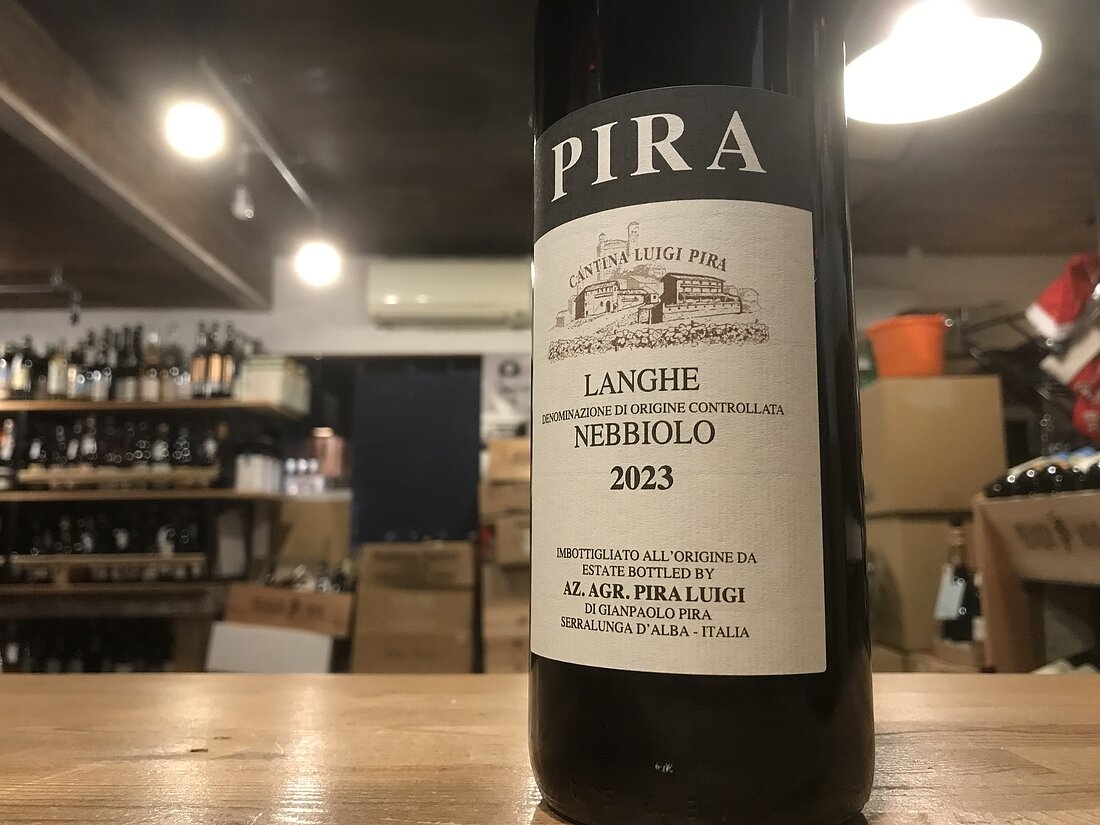 PIRA
CANTINA LUIGI PIRA
LANGHE
DENOMINAZIONE DI ORIGINE CONTROLLATA
NEBBIOLO
2023
IMBOTTIGLIATO ALL'ORIGINE DA
ESTATE BOTTLED BY
AZ. AGR. PIRA LUIGI
DI GIANPAOLO PIRA
SERRALUNGA D'ALBA - ITALIA